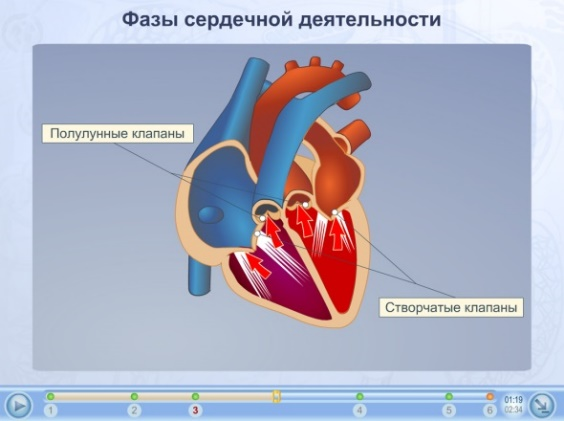 Фазы сердечной деятельности
Полулунные клапаны
Створчатые клапаны
01:19
02:34
1 2 3 4 5 6